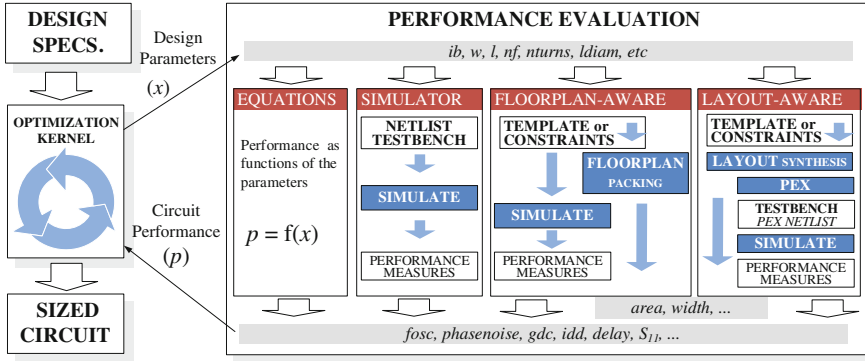 DESIGN
SPECS.
Design
Parameters
(x)
OPTIMIZATION
KERNEL
Circuit
Performance
(p)
SIZED
CIRCUIT
PERFORMANCE EVALUATION
ib, w, l, nf, nturns, ldiam, etc
EQUATIONS
Performance as
functions of the
parameters
p = f(x)
SIMULATOR
NETLIST
TESTBENCH
SIMULATE
PERFORMANCE
MEASURES
FLOORPLAN-AWARE
TEMPLATE or
CONSTRAINTS
FLOORPLAN
PACKING
SIMULATE
PERFORMANCE
MEASURES
LAYOUT-AWARE
TEMPLATE or
CONSTRAINTS
LAYOUT SYNTHESIS
PEX
TESTBENCH
PEX NETLIST
SIMULATE
PERFORMANCE
MEASURES
area, width, ...
fosc, phasenoise, gdc, idd, delay, S11, ...